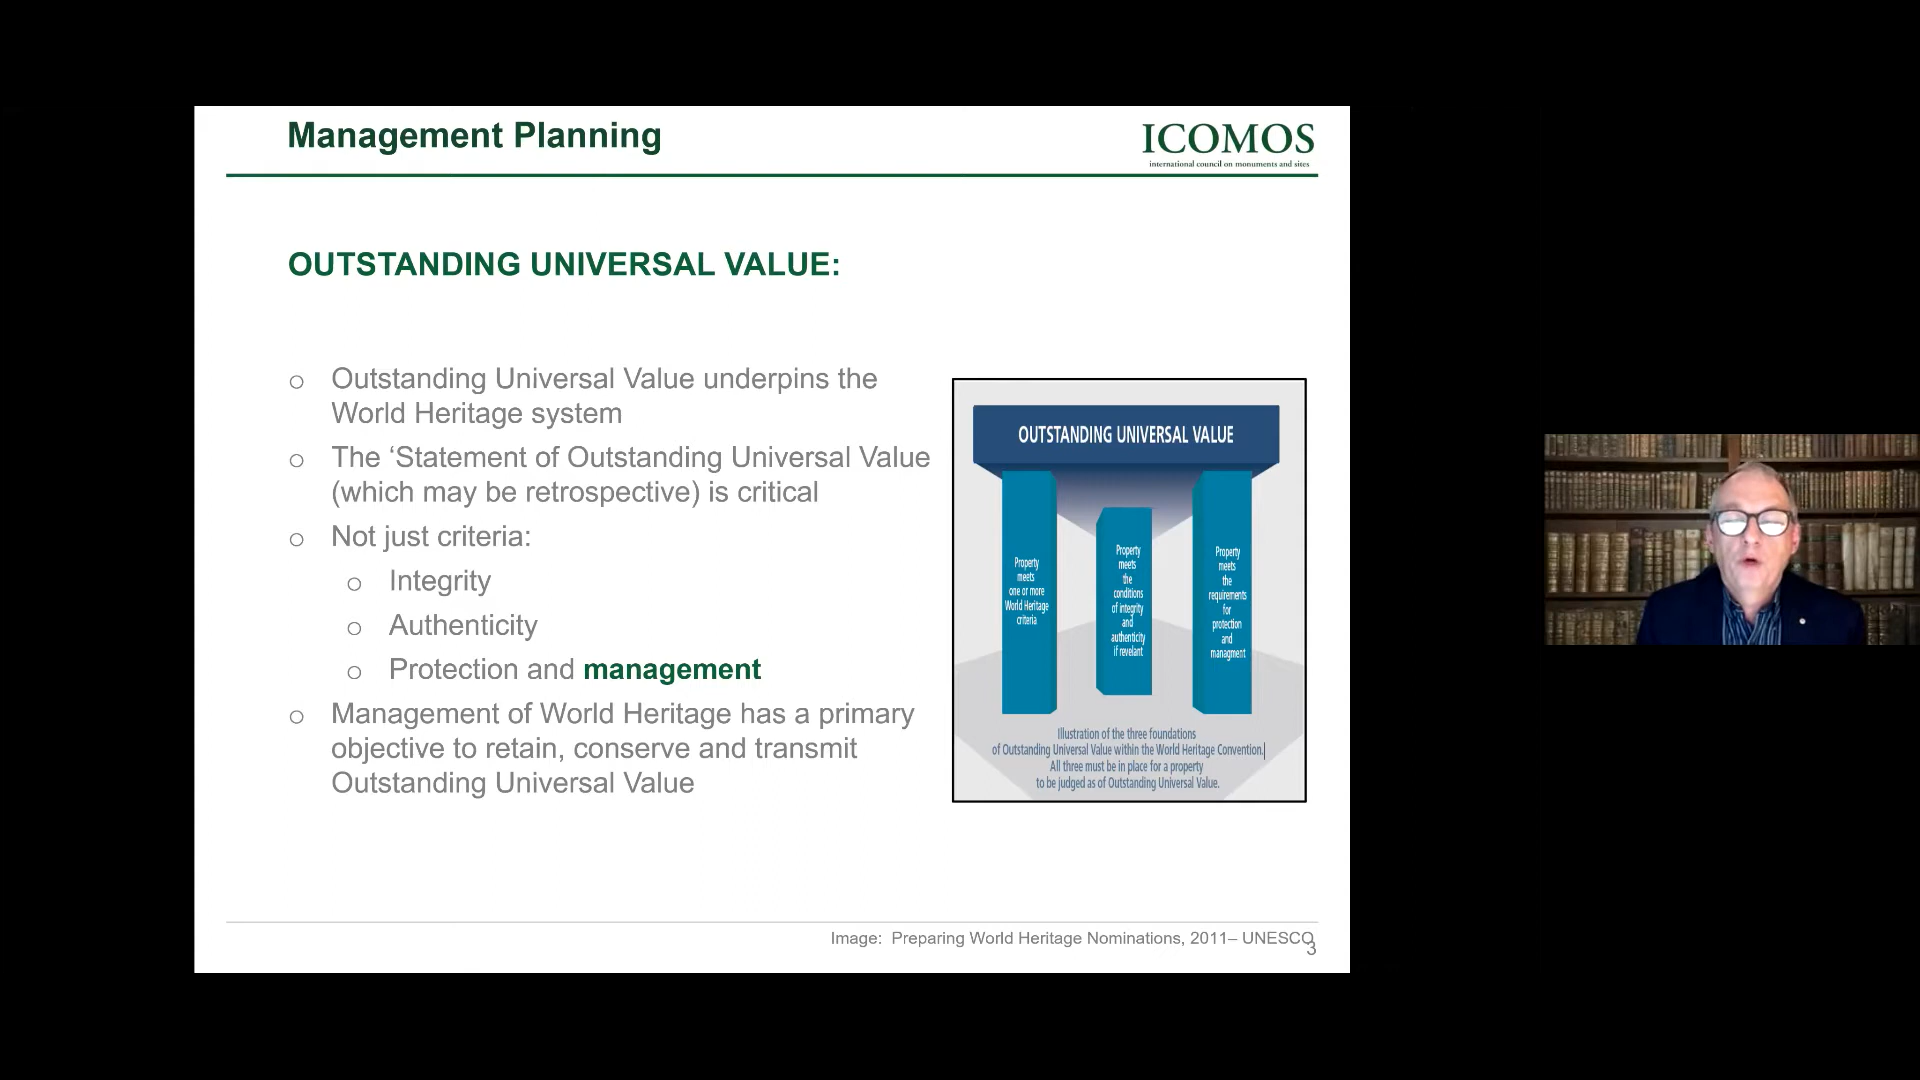 Management Planning
ICOMOS
international council on monuments and sites
OUTSTANDING UNIVERSAL VALUE:
o Outstanding Universal Value underpins the
World Heritage system
o The ‘Statement of Outstanding Universal Value
(which may be retrospective) is critical
o Not just criteria:
o Integrity
o Authenticity
o Protection and management
o Management of World Heritage has a primary
objective to retain, conserve and transmit
Outstanding Universal Value
OUTSTANDING UNIVERSAL VALUE
Property
meets
one or more
World Heritage
criteria
Property
meets
the
conditions
of integrity
and
authenticity
if revelant
Property
meets
the
requirements
for
protection
and
managment
Illustration of the three foundations
of Outstanding Universal Value within the World Heritage Convention.
All three must be in place for a property
to be judged as of Outstanding Universal Value.
Image: Preparing World Heritage Nominations, 2011– UNESCO
3